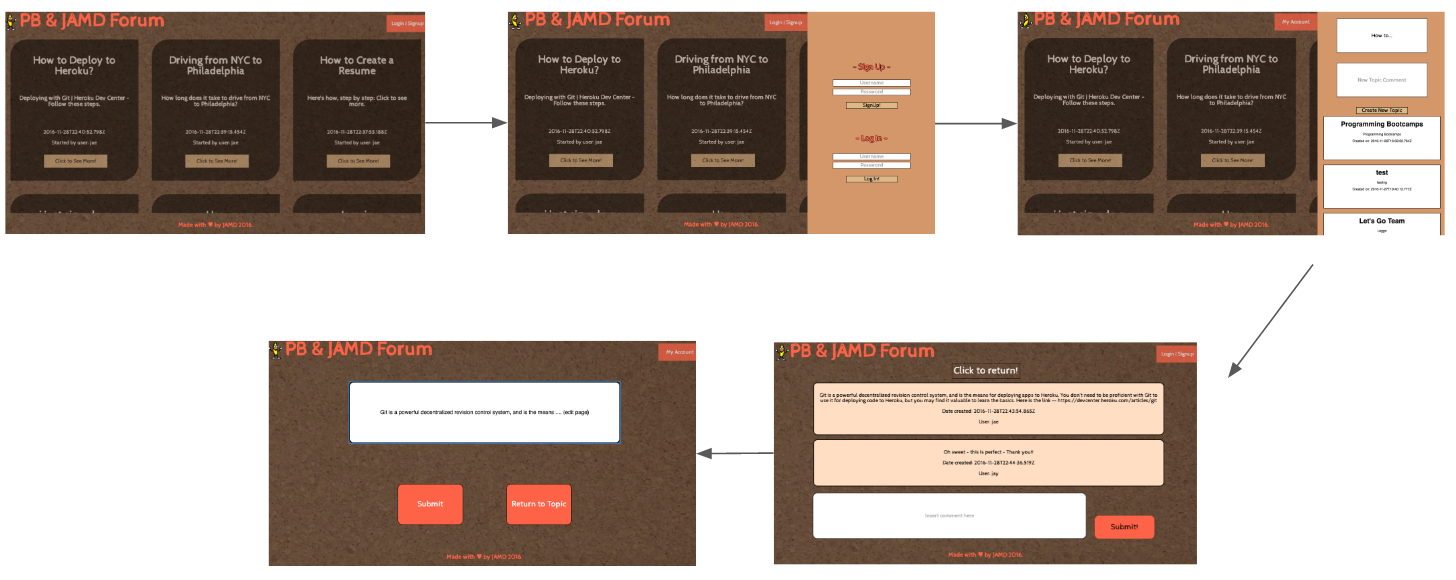 PB & JAMD Forum
Login / Signup
How to Deploy to
Heroku?
Deploying with Git | Heroku Dev Center -
Follow these steps.
2016-11-28T22:40:52.798Z
Started by user: jae
Click to See More!
Driving from NYC to
Philadelphia
How long does it take to drive from NYC
to Philadelphia?
2016-11-28T22:39:15.454Z
Started by user: jae
Click to See More!
How to Create a
Resume
Here's how, step by step. Click to see
more.
2016-11-28T22:37:53.188Z
Started by user: jae
Click to See More!
Made with ♥ by JAMD 2016.
PB & JAMD Forum
Login / Signup
How to Deploy to
Heroku?
Deploying with Git | Heroku Dev Center -
Follow these steps.
2016-11-28T22:40:52.798Z
Started by user: jae
Click to See More!
Driving from NYC to
Philadelphia
How long does it take to drive from NYC
to Philadelphia?
2016-11-28T22:39:15.454Z
Started by user: jae
Click to See More!
Made with ♥ by JAMD 2016.
~ Sign Up ~
Username
Password
SignUp!
~ Log In ~
Username
Password
Log In!
PB & JAMD Forum
My Account
How to Deploy to
Heroku?
Deploying with Git | Heroku Dev Center -
Follow these steps.
2016-11-28T22:40:52.798Z
Started by user: jae
Click to See More!
Driving from NYC to
Philadelphia
How long does it take to drive from NYC
to Philadelphia?
2016-11-28T22:39:15.454Z
Started by user: jae
Click to See More!
Made with ♥ by JAMD 2016.
How to...
New Topic Comment
Create New Topic
Programming Bootcamps
Programming Bootcamps
Created on:
test
testing
Created on:
Let's Go Team
PB & JAMD Forum
My Account
Git is a powerful decentralized revision control system, and is the means .... (edit page)
Submit
Return to Topic
Made with ♥ by JAMD 2016.
PB & JAMD Forum
Login / Signup
Click to return!
Git is a powerful decentralized revision control system, and is the means for deploying apps to Heroku. You don't need to be proficient with Git to
use it for deploying code to Heroku, but you may find it valuable to learn the basics. Here is the link -- https://devcenter.heroku.com/articles/git
Date created: 2016-11-28T22:43:54.865Z
User: jae
Oh sweet - this is perfect - Thank you!!
Date created: 2016-11-28T22:44:36.519Z
User: jay
Insert comment here
Submit!
Made with ♥ by JAMD 2016.